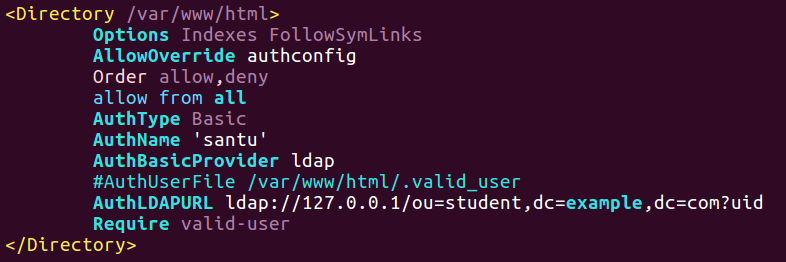 <Directory /var/www/html>
Options Indexes FollowSymLinks
AllowOverride authconfig
Order allow,deny
allow from all
AuthType Basic
AuthName 'santu'
AuthBasicProvider ldap
#AuthUserFile /var/www/html/.valid_user
AuthLDAPURL ldap://127.0.0.1/ou=student,dc=example,dc=com?uid
Require valid-user
</Directory>